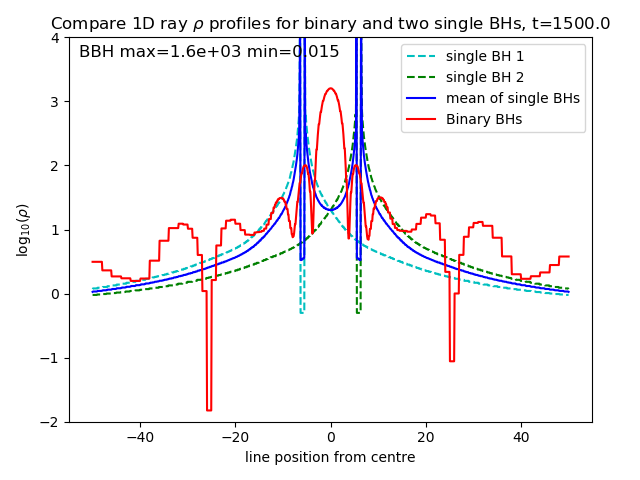 Compare 1D ray ρ profiles for binary and two single BHs, t=1500.0
BBH max=1.6e+03 min=0.015
single BH 1
single BH 2
mean of single BHs
Binary BHs
4
3
2
1
0
−1
−2
log₁₀(ρ)
−40 −20 0 20 40
line position from centre